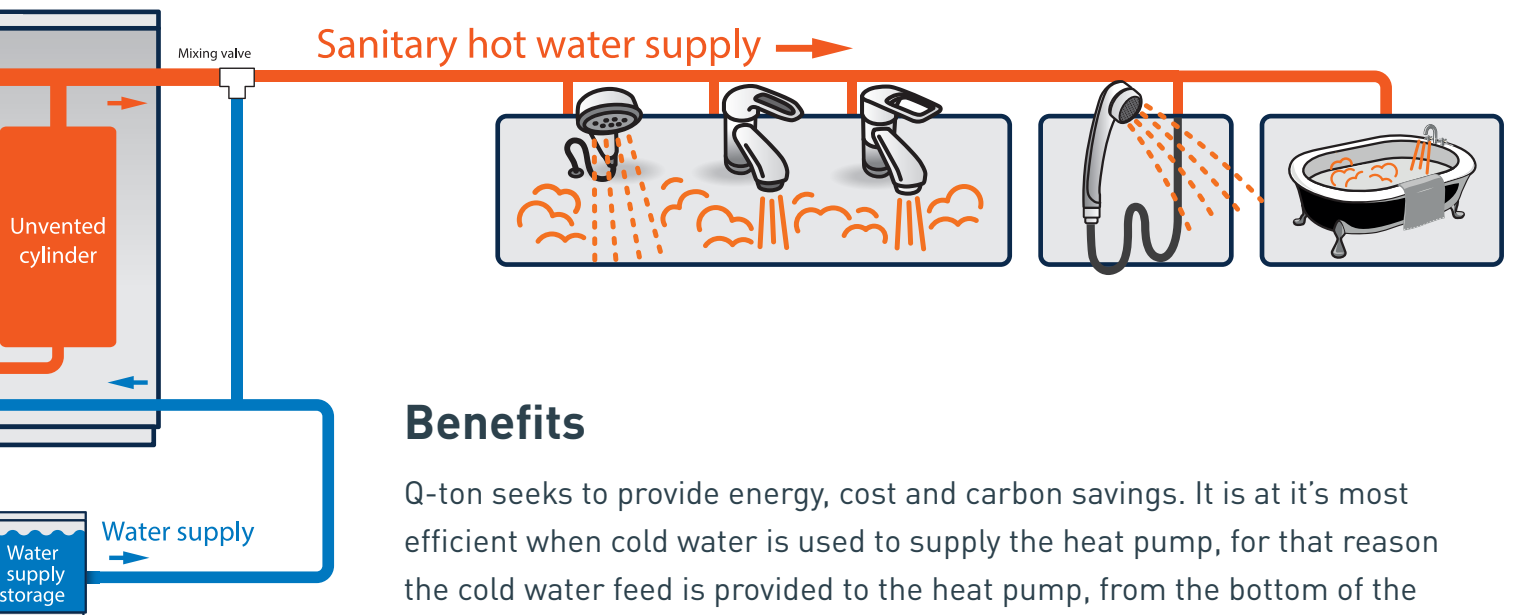 Mixing valve
Sanitary hot water supply
Unvented
cylinder
Benefits
Q-ton seeks to provide energy, cost and carbon savings. It is at it’s most
efficient when cold water is used to supply the heat pump, for that reason
the cold water feed is provided to the heat pump, from the bottom of the
Water supply
Water
supply
storage